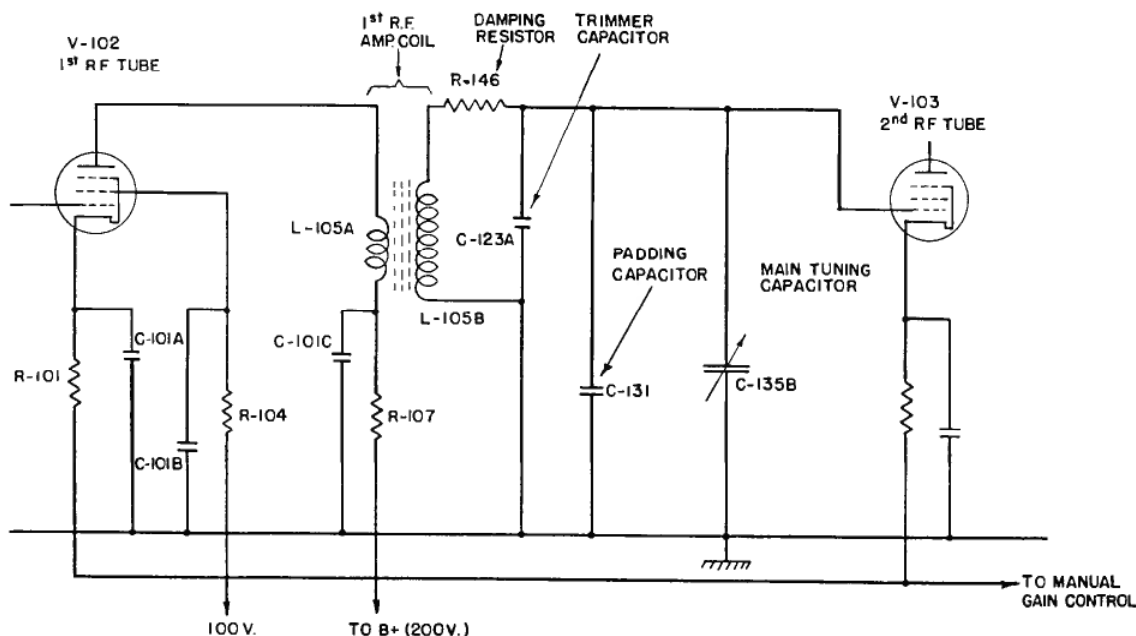 V-102
1st RF TUBE
1st R.F.
AMP. COIL
DAMPING
RESISTOR
TRIMMER
CAPACITOR
R-146
V-103
2nd RF TUBE
L-105A
C-123A
L-105B
PADDING
CAPACITOR
MAIN TUNING
CAPACITOR
C-101A
C-101C
R-101
R-104
R-107
C-131
C-135B
C-101B
TO MANUAL
GAIN CONTROL
100V.
TO B+ (200V.)